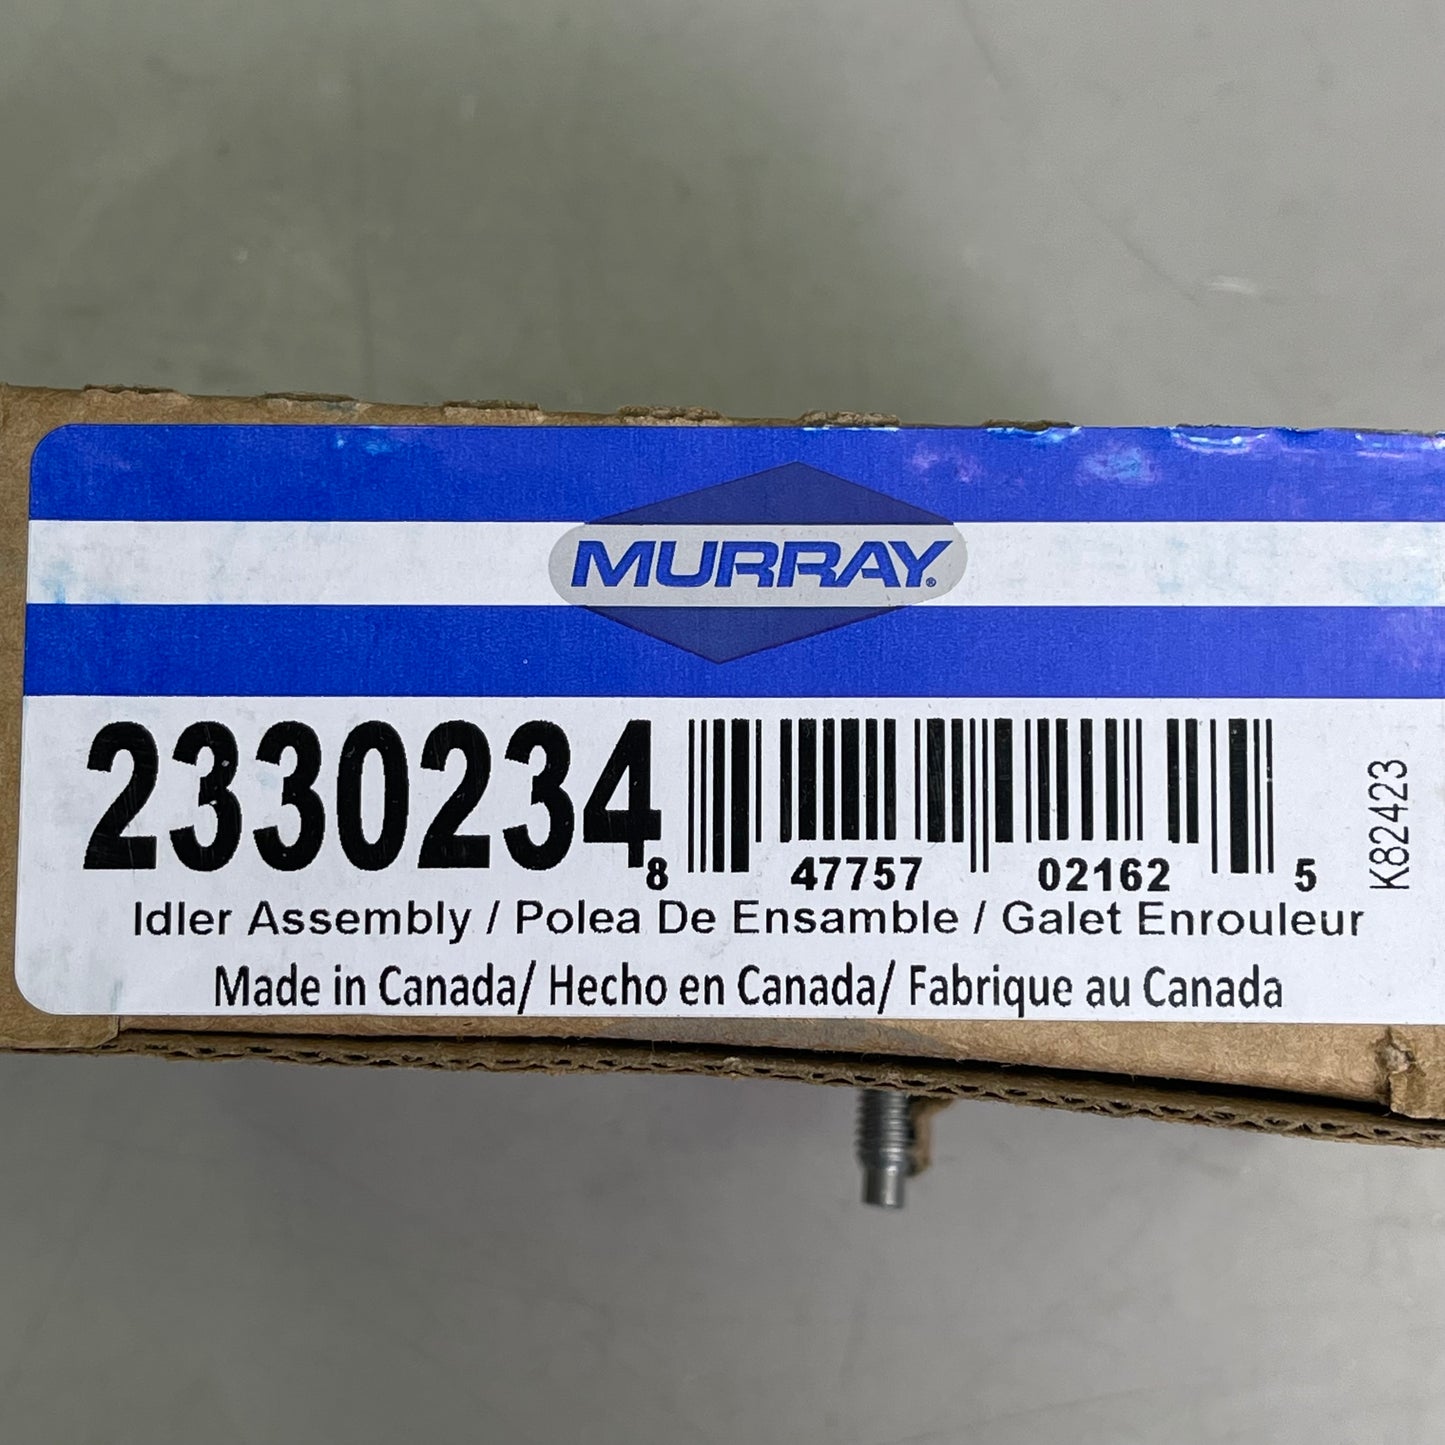 MURRAY®
2330234
8 47757 02162 5
K82423
Idler Assembly / Polea De Ensamble / Galet Enrouleur
Made in Canada/ Hecho en Canada/ Fabrique au Canada